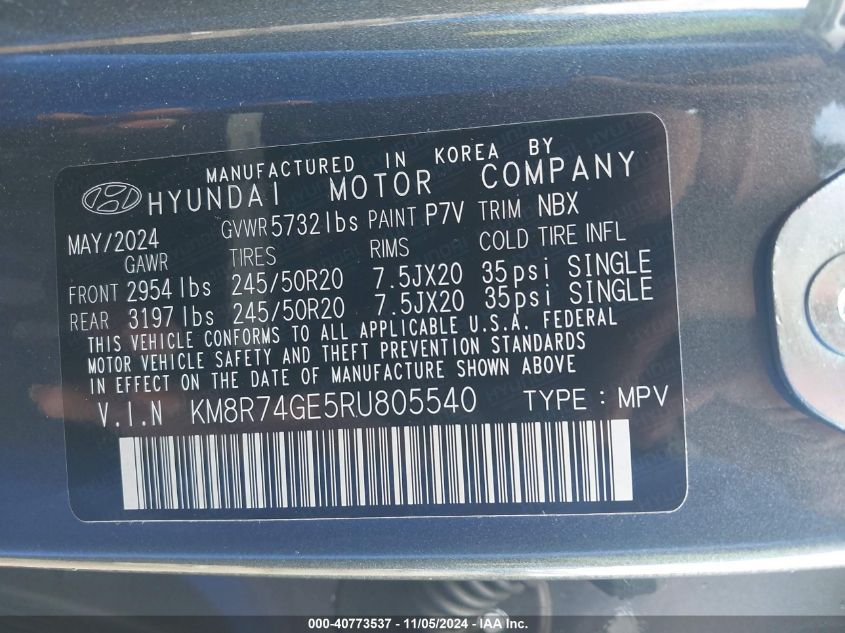 MANUFACTURED IN KOREA BY
HYUNDAI MOTOR COMPANY
MAY/2024 GVWR 5732 lbs PAINT P7V TRIM NBX
GAWR TIRES RIMS COLD TIRE INFL
FRONT 2954 lbs 245/50R20 7.5JX20 35psi SINGLE
REAR 3197 lbs 245/50R20 7.5JX20 35psi SINGLE
THIS VEHICLE CONFORMS TO ALL APPLICABLE U.S.A. FEDERAL
MOTOR VEHICLE SAFETY AND THEFT PREVENTION STANDARDS
IN EFFECT ON THE DATE OF MANUFACTURE SHOWN ABOVE
V.I.N KM8R74GE5RU805540 TYPE : MPV
000-40773537 - 11/05/2024 - IAA Inc.